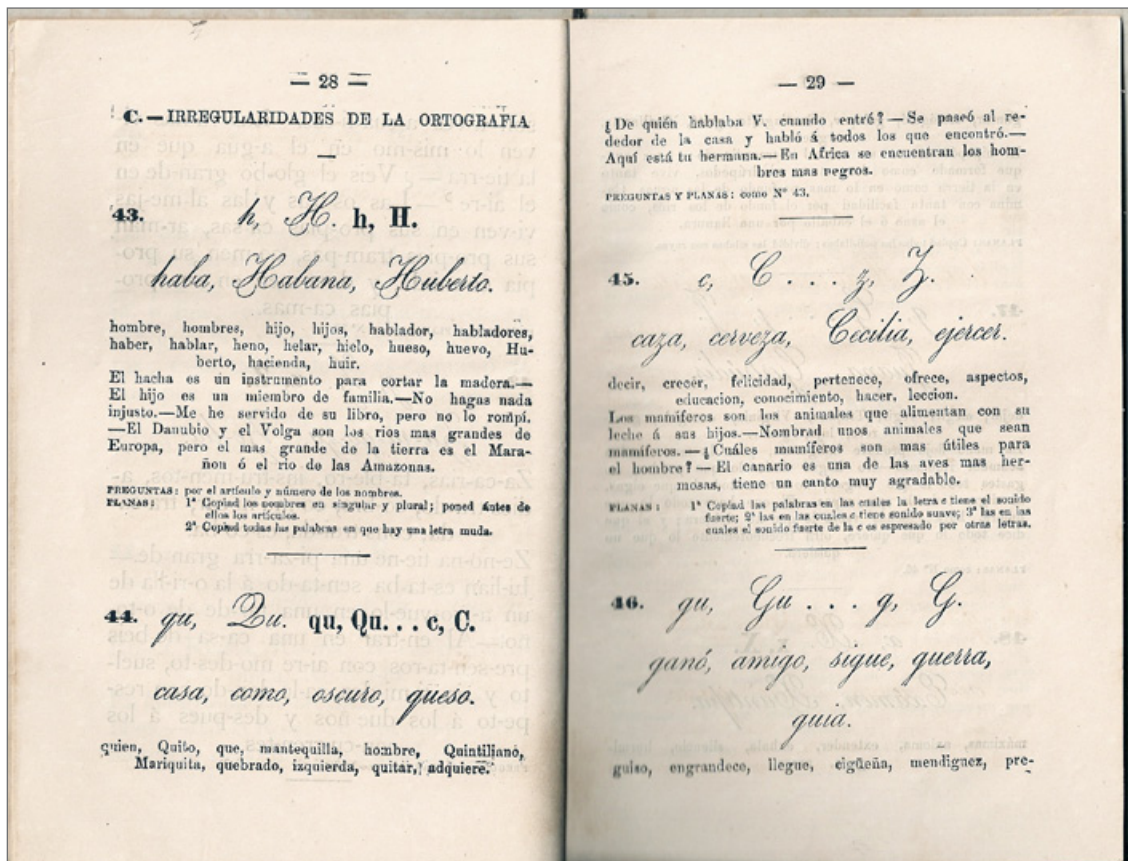 — 28 —
C. — IRREGULARIDADES DE LA ORTOGRAFIA
43. h, H. h, H.
haba, Habana, Huberto.
hombre, hombres, hijo, hijos, hablador, habladores,
haber, hablar, heno, helar, hielo, hueso, huevo, Hu-
berto, hacienda, huir.
El hacha es un instrumento para cortar la madera.—
El hijo es un miembro de familia.—No hagas nada
injusto.—Me he servido de su libro, pero no lo rompí.
—El Danubio y el Volga son los rios mas grandes de
Europa, pero el mas grande de la tierra es el Mara-
ñon ó el rio de las Amazonas.
PREGUNTAS: por el artículo y número de los nombres.
PLANAS: 1ª Copiad los nombres en singular y plural; poned ántes de
ellos los artículos.
2ª Copiad todas las palabras en que hay una letra muda.
44. qu, Qu. qu, Qu... c, C.
casa, como, oscuro, queso.
quien, Quito, que, mantequilla, hombre, Quintiliano,
Mariquita, quebrado, izquierda, quitar, adquiere.
— 29 —
¿De quién hablaba V. cuando entré?—Se paseó al re-
dedor de la casa y habló á todos los que encontró.—
Aquí está tu hermana.—En Africa se encuentran los hom-
bres mas negros.
PREGUNTAS Y PLANAS: como Nº 43.
45. c, C . . . z, Z.
caza, cerveza, Cecilia, ejercer.
decir, crecer, felicidad, pertenece, ofrece, aspectos,
educacion, conocimiento, hacer, leccion.
Los mamíferos son los animales que alimentan con su
leche á sus hijos.—Nombrad unos animales que sean
mamíferos.—¿Cuáles mamíferos son mas útiles para
el hombre?—El canario es una de las aves mas her-
mosas, tiene un canto muy agradable.
PLANAS: 1ª Copiad las palabras en las cuales la letra c tiene el sonido
fuerte; 2ª las en las cuales c tiene sonido suave; 3ª las en las
cuales el sonido fuerte de la c es espresado por otras letras.
46. gu, Gu . . . g, G.
ganó, amigo, sigue, guerra,
guia.
guiso, engrandece, llegue, cigüeña, mendiguez, pre-